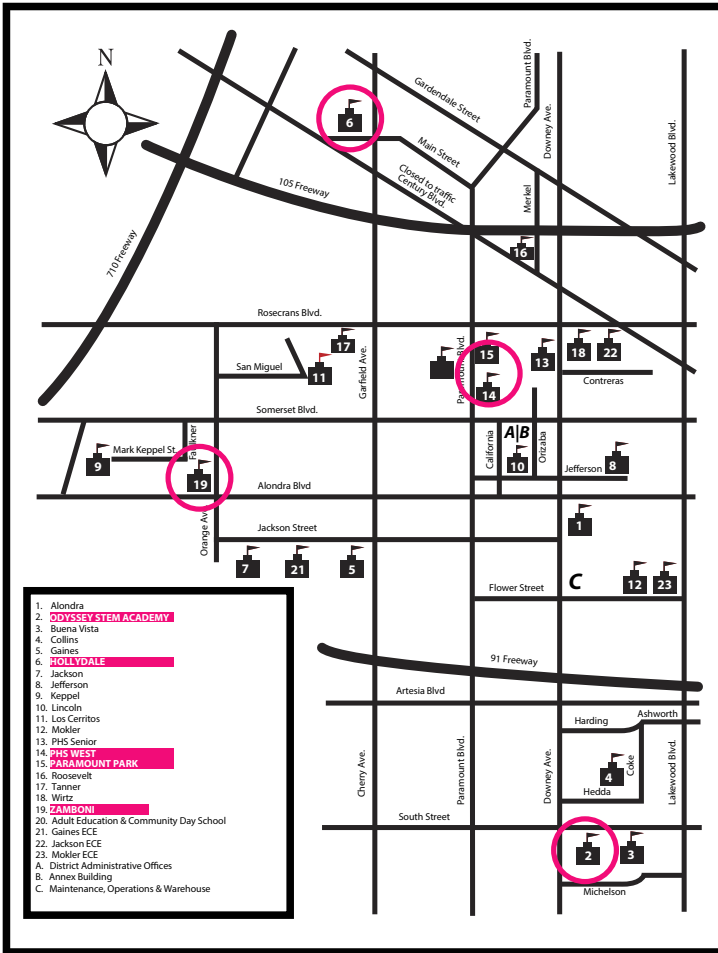 N
6
Gardendale Street
Paramount Blvd.
Downey Ave.
Lakewood Blvd.
Main Street
Closed to traffic
Century Blvd.
105 Freeway
Merkel
710 Freeway
16
Rosecrans Blvd.
17
15
13
18
22
San Miguel
11
Garfield Ave.
Paramount Blvd.
14
Contreras
Somerset Blvd.
Faulkner
California
A|B
Orizaba
Mark Keppel St.
9
10
8
Jefferson
19
Alondra Blvd
1
Orange Ave
Jackson Street
7
21
5
C
12
23
Flower Street
91 Freeway
Artesia Blvd
Harding
Ashworth
Cherry Ave.
Paramount Blvd.
Downey Ave.
4
Coke
Lakewood Blvd.
Hedda
South Street
2
3
Michelson
1. Alondra
2. ODYSSEY STEM ACADEMY
3. Buena Vista
4. Collins
5. Gaines
6. HOLLYDALE
7. Jackson
8. Jefferson
9. Keppel
10. Lincoln
11. Los Cerritos
12. Mokler
13. PHS Senior
14. PHS WEST
15. PARAMOUNT PARK
16. Roosevelt
17. Tanner
18. Wirtz
19. ZAMBONI
20. Adult Education & Community Day School
21. Gaines ECE
22. Jackson ECE
23. Mokler ECE
A. District Administrative Offices
B. Annex Building
C. Maintenance, Operations & Warehouse